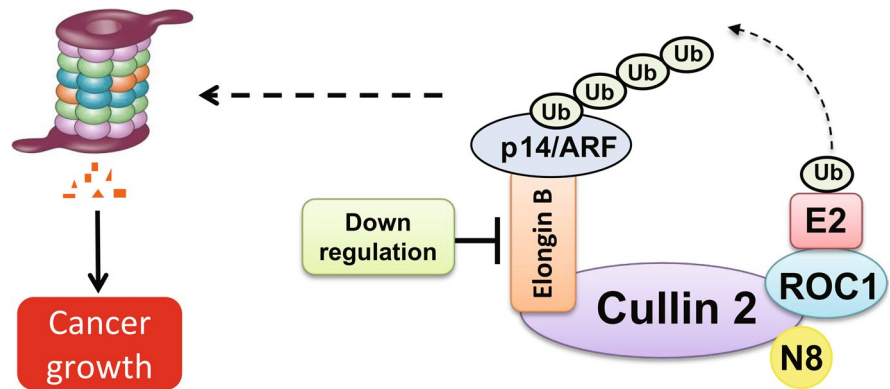 Ub
Ub
Ub
Ub
p14/ARF
Ub
Down
regulation
Elongin B
E2
Cullin 2
ROC1
N8
Cancer
growth